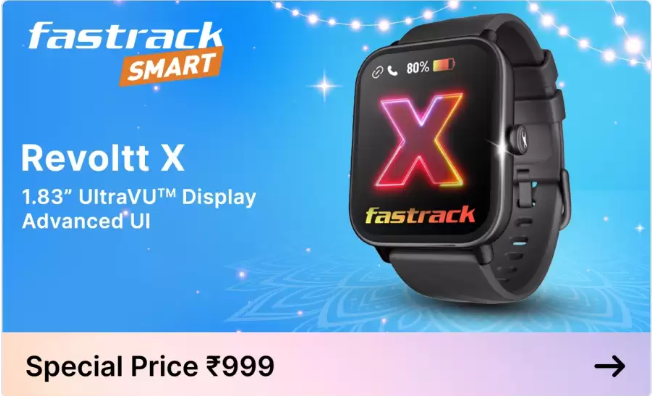 fastrack
SMART
Revoltt X
1.83” UltraVU™ Display
Advanced UI
80%
X
fastrack
Special Price ₹999